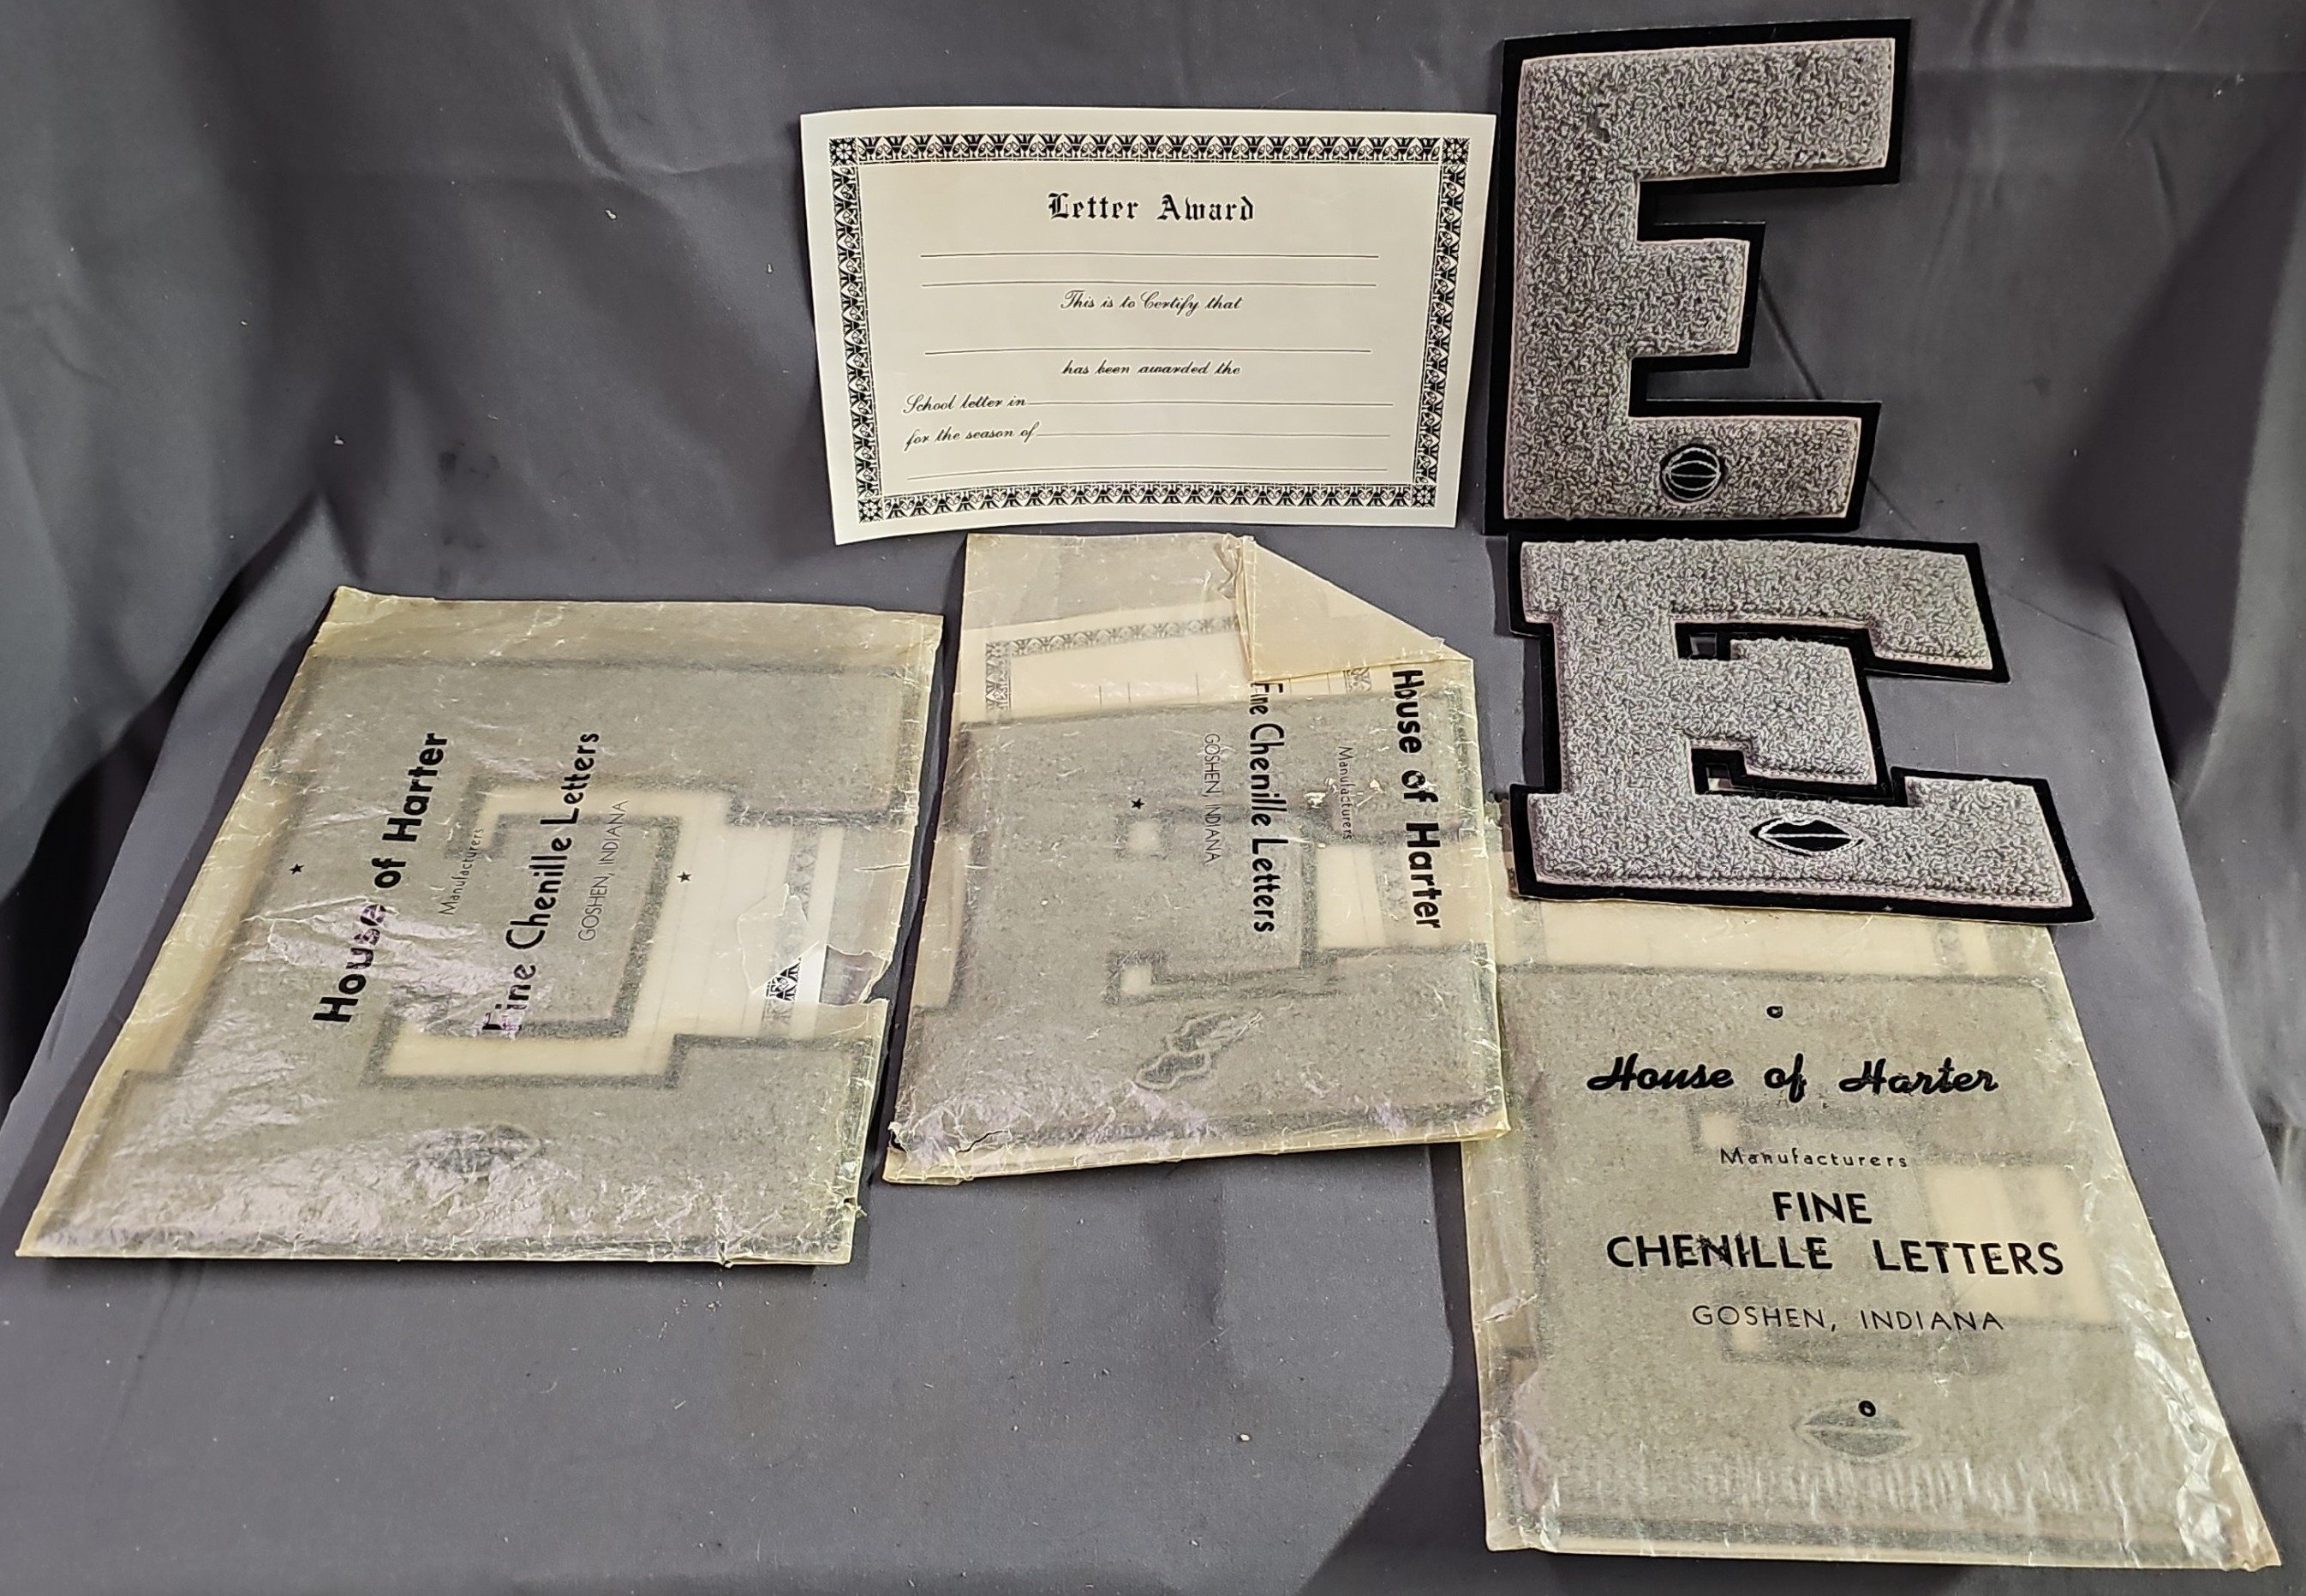 Letter Award
This is to Certify that
has been awarded the
School letter in
for the season of
E
E
House of Harter
Manufacturers
Fine Chenille Letters
GOSHEN, INDIANA
House of Harter
Manufacturers
Fine Chenille Letters
GOSHEN, INDIANA
House of Harter
Manufacturers
FINE
CHENILLE LETTERS
GOSHEN, INDIANA